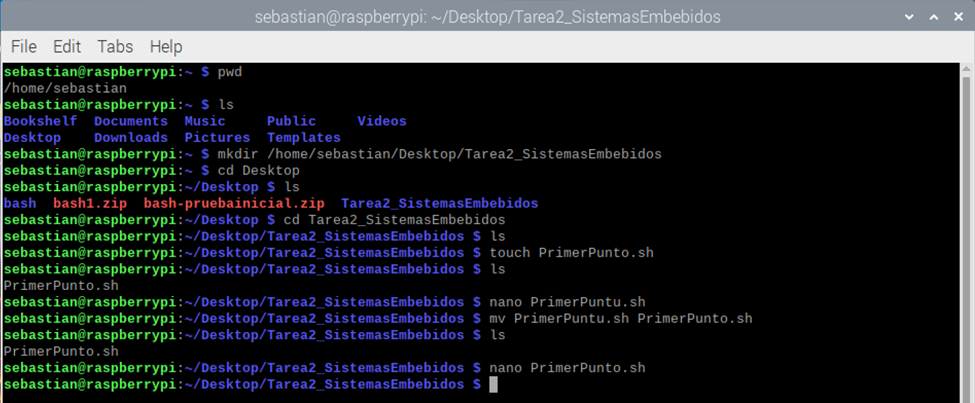 sebastian@raspberrypi: ~/Desktop/Tarea2_SistemasEmbebidos
File Edit Tabs Help
sebastian@raspberrypi:~ $ pwd
/home/sebastian
sebastian@raspberrypi:~ $ ls
Bookshelf  Documents  Music     Public     Videos
Desktop    Downloads  Pictures  Templates
sebastian@raspberrypi:~ $ mkdir /home/sebastian/Desktop/Tarea2_SistemasEmbebidos
sebastian@raspberrypi:~ $ cd Desktop
sebastian@raspberrypi:~/Desktop $ ls
bash  bash1.zip  bash-pruebainicial.zip  Tarea2_SistemasEmbebidos
sebastian@raspberrypi:~/Desktop $ cd Tarea2_SistemasEmbebidos
sebastian@raspberrypi:~/Desktop/Tarea2_SistemasEmbebidos $ ls
sebastian@raspberrypi:~/Desktop/Tarea2_SistemasEmbebidos $ touch PrimerPunto.sh
sebastian@raspberrypi:~/Desktop/Tarea2_SistemasEmbebidos $ ls
PrimerPunto.sh
sebastian@raspberrypi:~/Desktop/Tarea2_SistemasEmbebidos $ nano PrimerPuntu.sh
sebastian@raspberrypi:~/Desktop/Tarea2_SistemasEmbebidos $ mv PrimerPuntu.sh PrimerPunto.sh
sebastian@raspberrypi:~/Desktop/Tarea2_SistemasEmbebidos $ ls
PrimerPunto.sh
sebastian@raspberrypi:~/Desktop/Tarea2_SistemasEmbebidos $ nano PrimerPunto.sh
sebastian@raspberrypi:~/Desktop/Tarea2_SistemasEmbebidos $